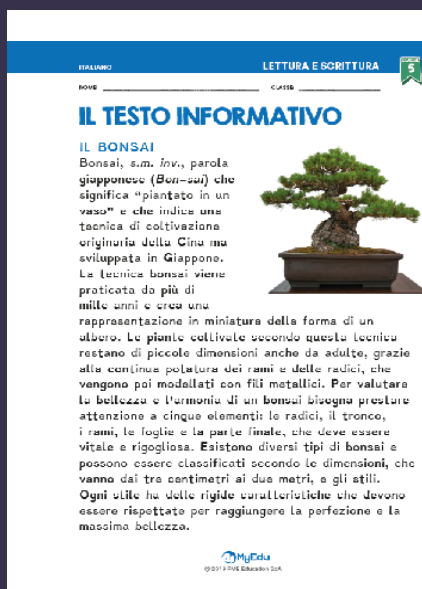 ITALIANO
LETTURA E SCRITTURA
5
NOME
CLASSE
IL TESTO INFORMATIVO
IL BONSAI
Bonsai, s.m. inv., parola
giapponese (Bon-sai) che
significa "piantato in un
vaso" e che indica una
tecnica di coltivazione
originaria della Cina ma
sviluppata in Giappone.
La tecnica bonsai viene
praticata da più di
mille anni e crea una
rappresentazione in miniatura della forma di un
albero. Le piante coltivate secondo questa tecnica
restano di piccole dimensioni anche da adulte, grazie
alla continua potatura dei rami e delle radici, che
vengono poi modellati con fili metallici. Per valutare
la bellezza e l'armonia di un bonsai bisogna prestare
attenzione a cinque elementi: le radici, il tronco,
i rami, le foglie e la parte finale, che deve essere
vitale e rigogliosa. Esistono diversi tipi di bonsai e
possono essere classificati secondo le dimensioni, che
vanno dai tre centimetri ai due metri, e gli stili.
Ogni stile ha delle rigide caratteristiche che devono
essere rispettate per raggiungere la perfezione e la
massima bellezza.
MyEdu
© 2019 FME Education SpA